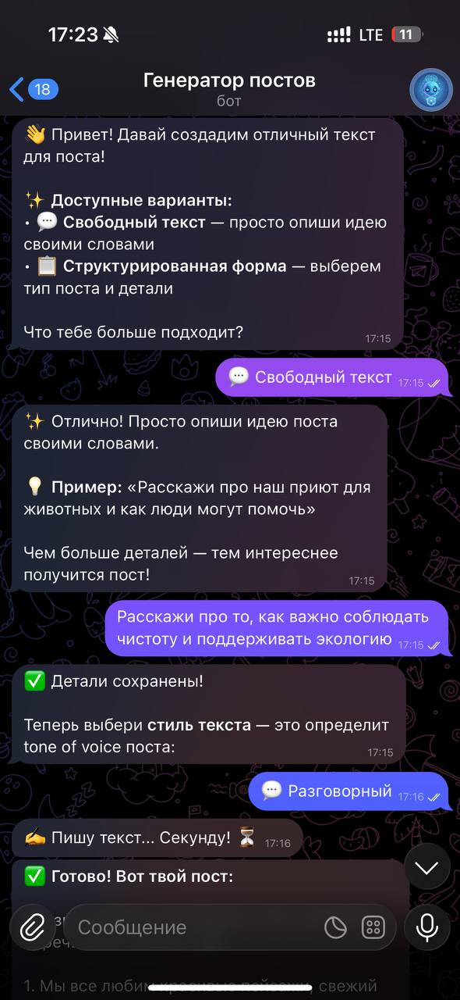 17:23
LTE
11
18
Генератор постов
бот
👋 Привет! Давай создадим отличный текст
для поста!
✨ Доступные варианты:
• 💬 Свободный текст — просто опиши идею
своими словами
• 📋 Структурированная форма — выберем
тип поста и детали
Что тебе больше подходит?
17:15
💬 Свободный текст 17:15
✨ Отлично! Просто опиши идею поста
своими словами.
💡 Пример: «Расскажи про наш приют для
животных и как люди могут помочь»
Чем больше деталей — тем интереснее
получится пост!
17:15
Расскажи про то, как важно соблюдать
чистоту и поддерживать экологию 17:15
✅ Детали сохранены!
Теперь выбери стиль текста — это определит
tone of voice поста:
17:15
💬 Разговорный 17:16
✍️ Пишу текст... Секунду! ⏳ 17:16
✅ Готово! Вот твой пост:
Сообщение
1. Мы все любим красивые пейзажи, свежий